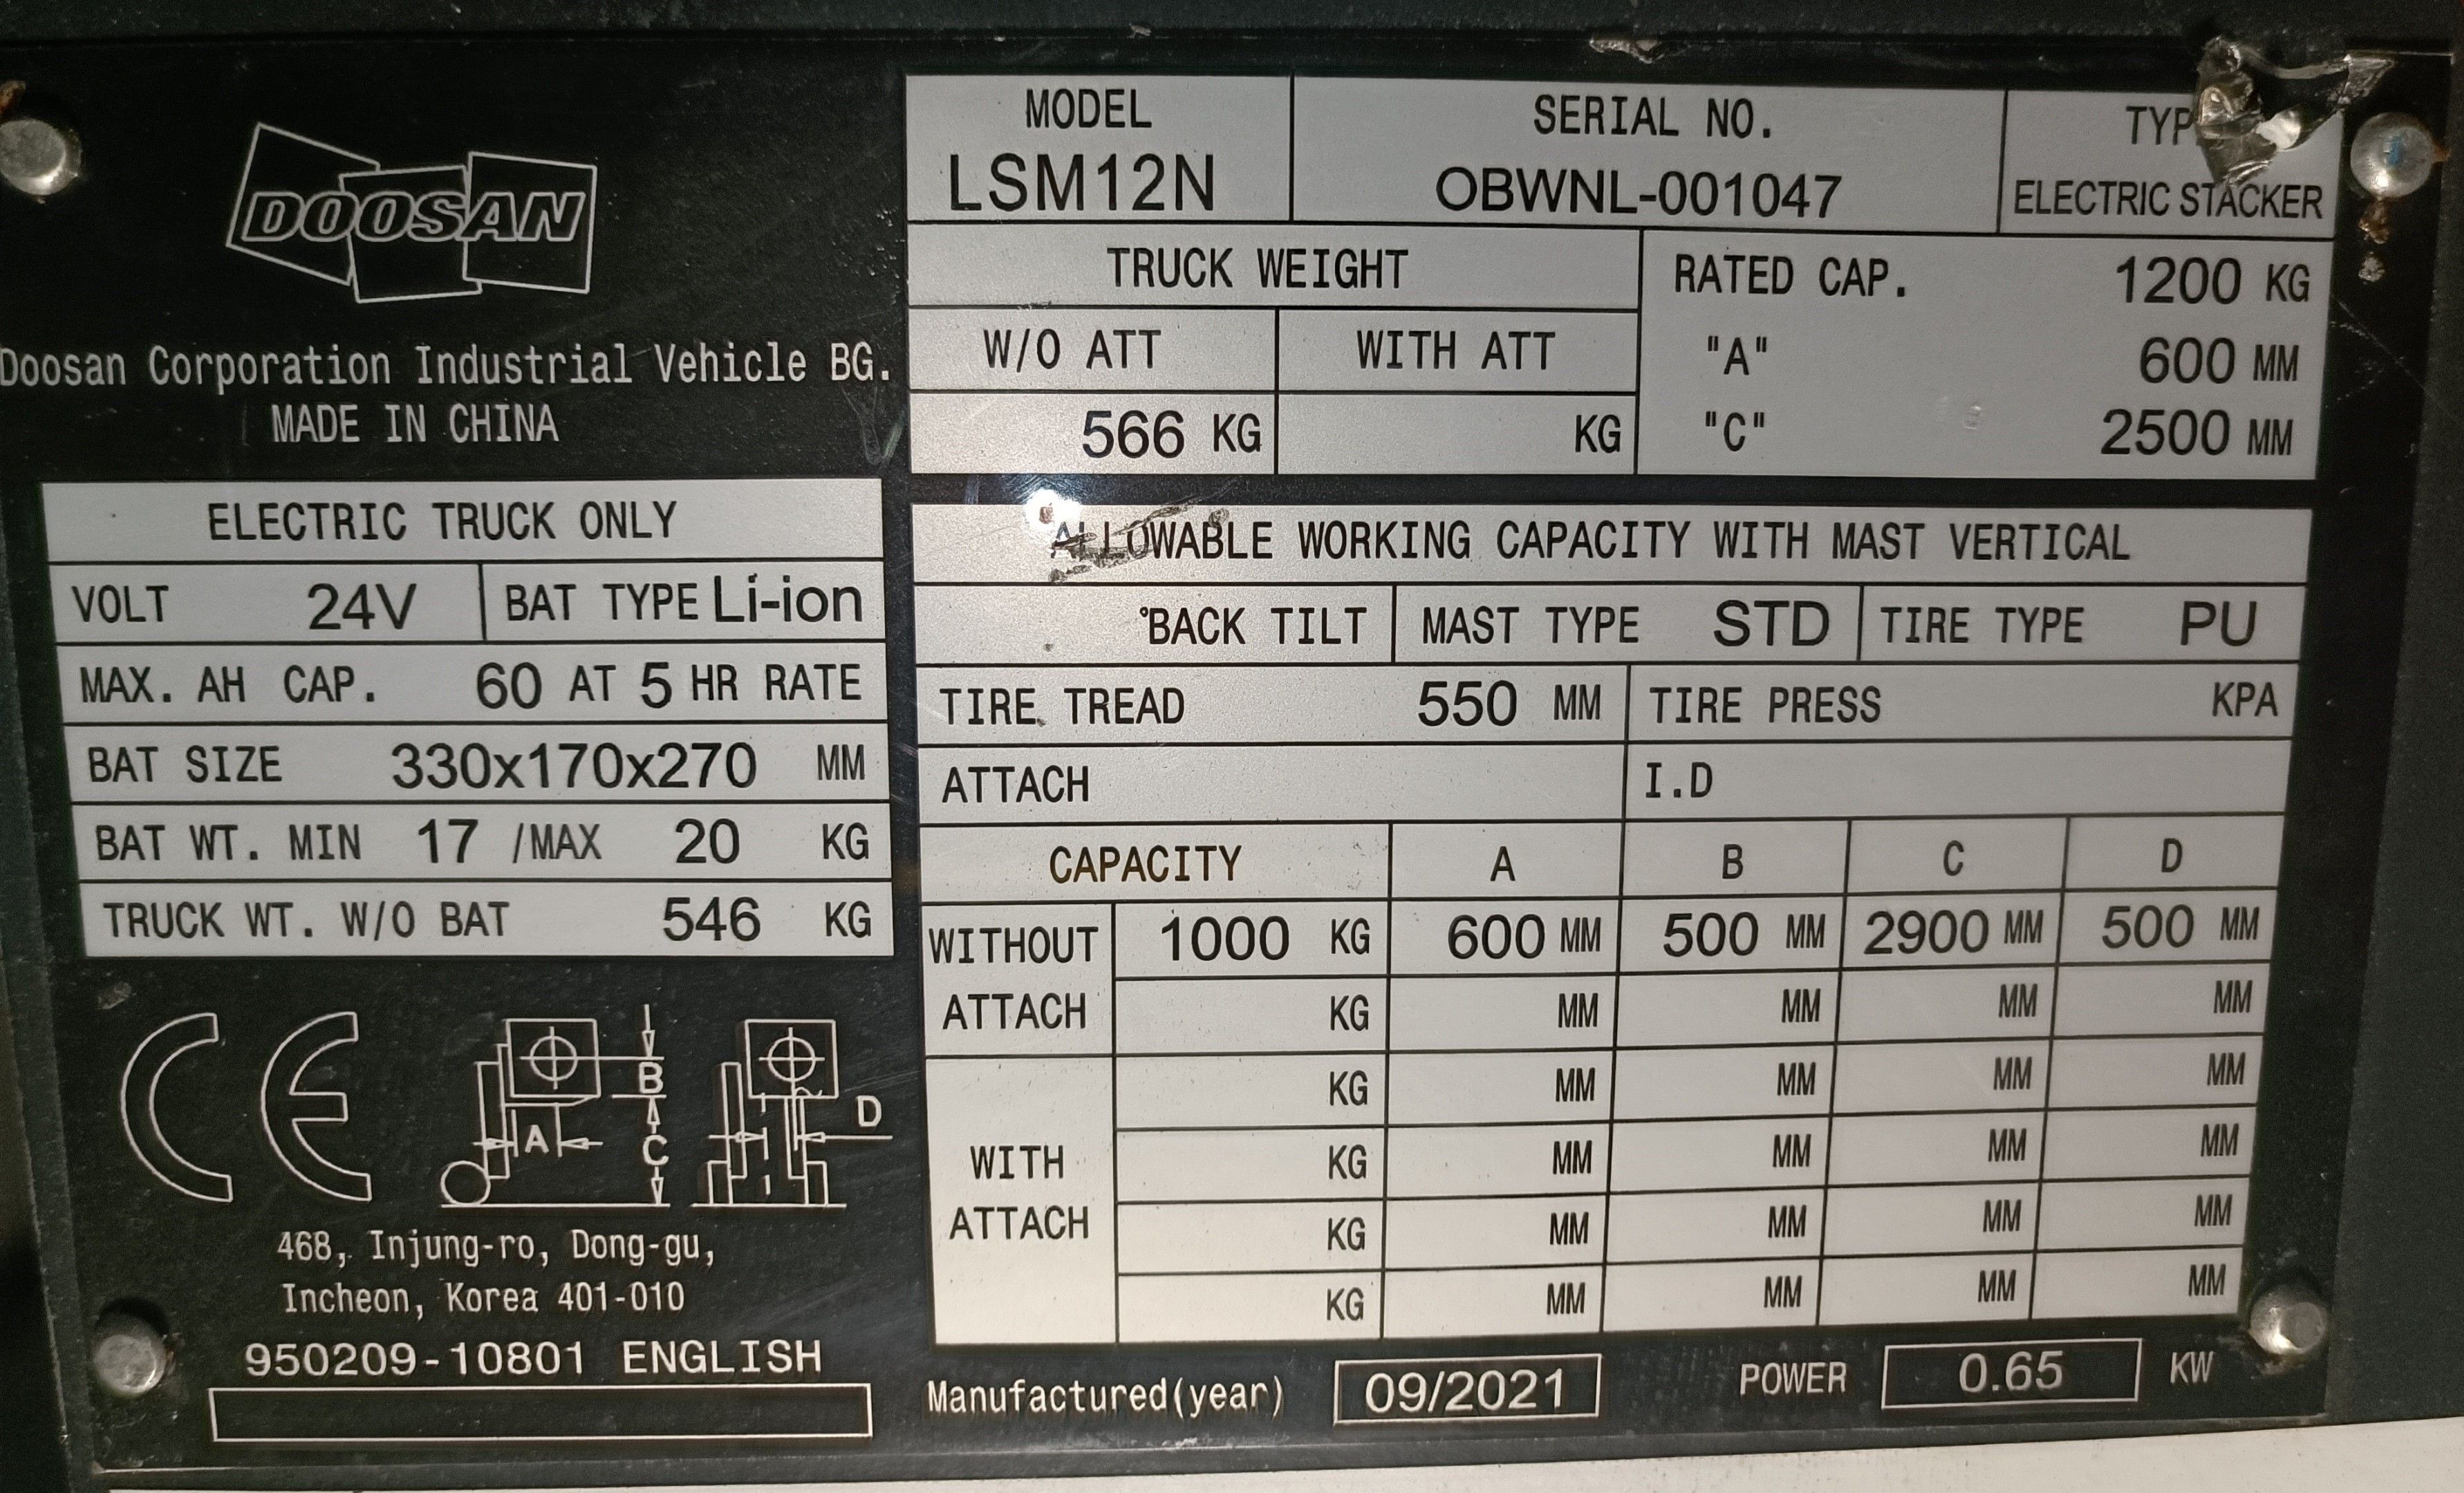 DOOSAN
Doosan Corporation Industrial Vehicle BG.
MADE IN CHINA
MODEL
LSM12N
SERIAL NO.
OBWNL-001047
ELECTRIC STACKER
TRUCK WEIGHT
W/O ATT WITH ATT
566 KG KG
RATED CAP. 1200 KG
"A" 600 MM
"C" 2500 MM
ELECTRIC TRUCK ONLY
VOLT 24V BAT TYPE Li-ion
MAX. AH CAP. 60 AT 5 HR RATE
BAT SIZE 330x170x270 MM
BAT WT. MIN 17 /MAX 20 KG
TRUCK WT. W/O BAT 546 KG
ALLOWABLE WORKING CAPACITY WITH MAST VERTICAL
°BACK TILT MAST TYPE STD TIRE TYPE PU
TIRE TREAD 550 MM TIRE PRESS KPA
ATTACH I.D
CAPACITY A B C D
WITHOUT ATTACH
1000 KG 600 MM 500 MM 2900 MM 500 MM
KG MM MM MM MM
WITH ATTACH
KG MM MM MM MM
KG MM MM MM MM
KG MM MM MM MM
KG MM MM MM MM
CE
A B C D
468, Injung-ro, Dong-gu,
Incheon, Korea 401-010
950209-10801 ENGLISH
Manufactured(year) 09/2021 POWER 0.65 KW